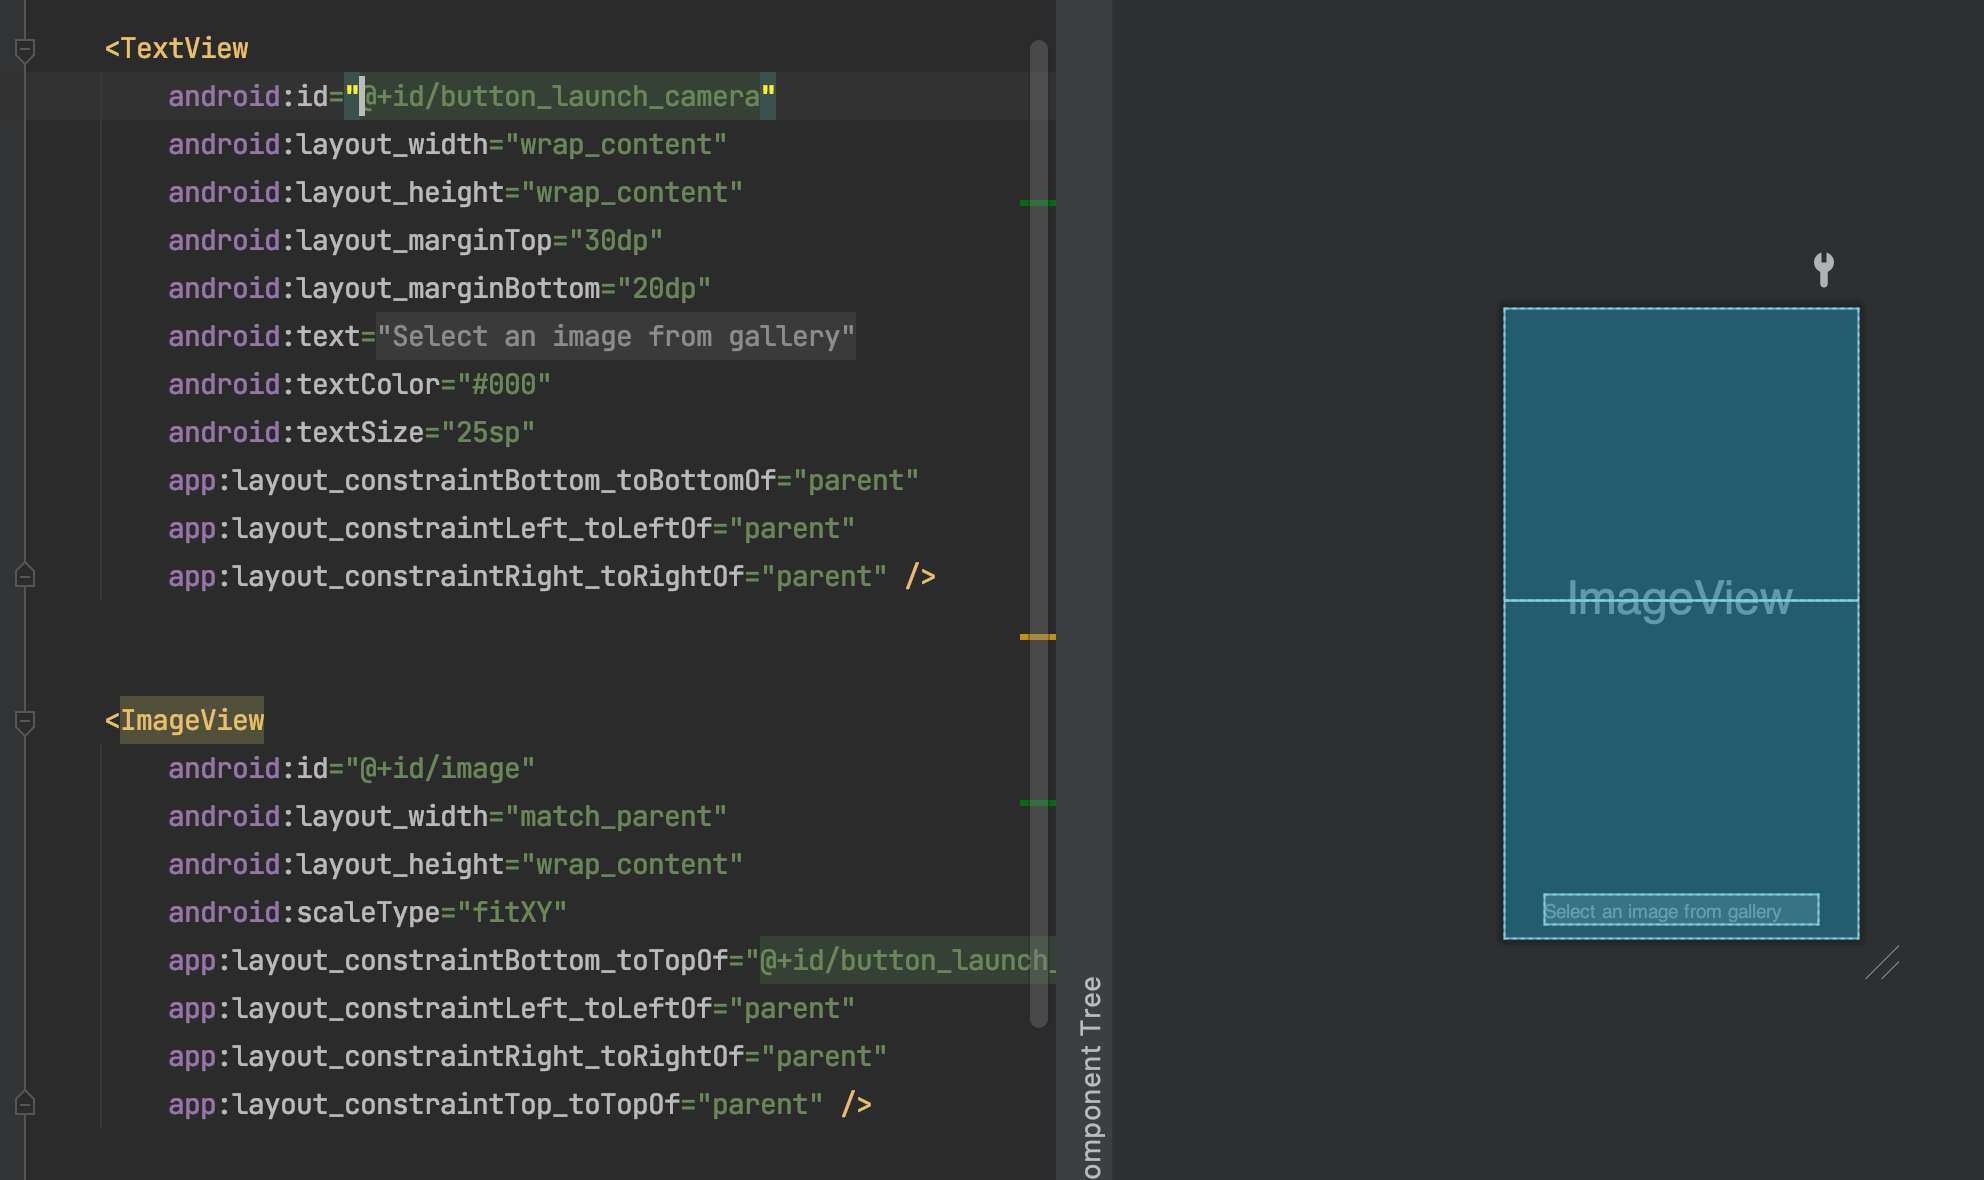 <TextView
android:id="@+id/button_launch_camera"
android:layout_width="wrap_content"
android:layout_height="wrap_content"
android:layout_marginTop="30dp"
android:layout_marginBottom="20dp"
android:text="Select an image from gallery"
android:textColor="#000"
android:textSize="25sp"
app:layout_constraintBottom_toBottomOf="parent"
app:layout_constraintLeft_toLeftOf="parent"
app:layout_constraintRight_toRightOf="parent" />
<ImageView
android:id="@+id/image"
android:layout_width="match_parent"
android:layout_height="wrap_content"
android:scaleType="fitXY"
app:layout_constraintBottom_toTopOf="@+id/button_launch_
app:layout_constraintLeft_toLeftOf="parent"
app:layout_constraintRight_toRightOf="parent"
app:layout_constraintTop_toTopOf="parent" />
omponent Tree
ImageView
Select an image from gallery